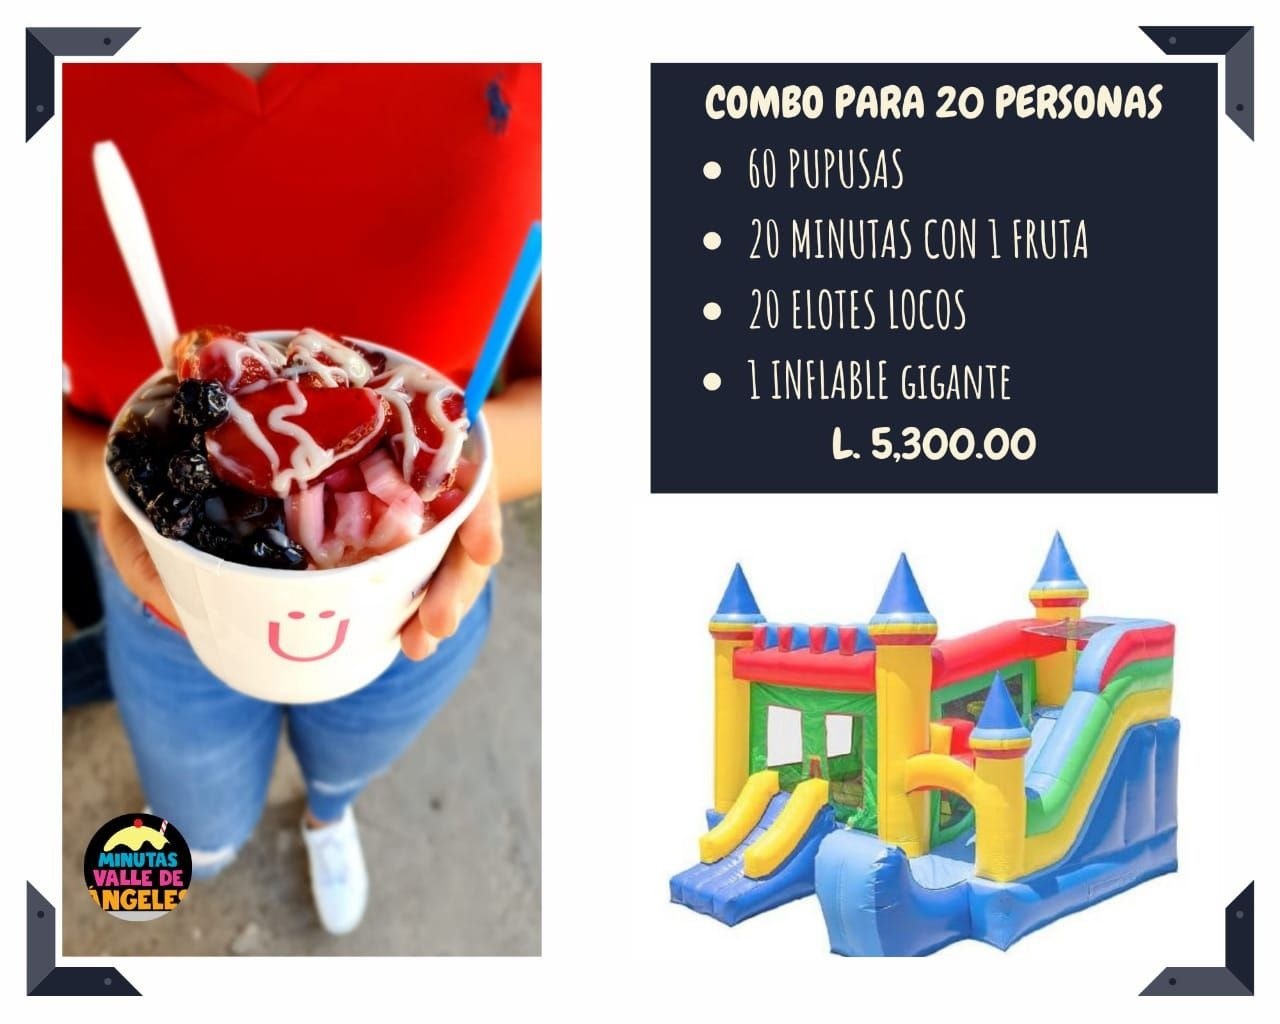 COMBO PARA 20 PERSONAS
60 PUPUSAS
20 MINUTAS CON 1 FRUTA
20 ELOTES LOCOS
1 INFLABLE GIGANTE
L. 5,300.00
MINUTAS
VALLE DE
ÁNGELES